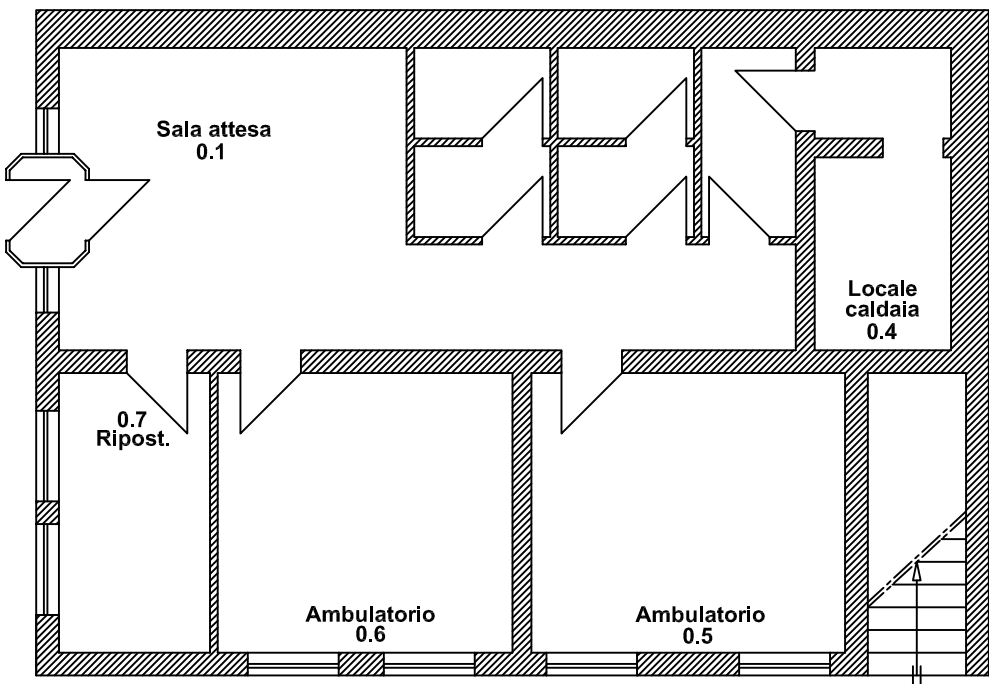 Sala attesa
0.1
Locale
caldaia
0.4
0.7
Ripost.
Ambulatorio
0.6
Ambulatorio
0.5